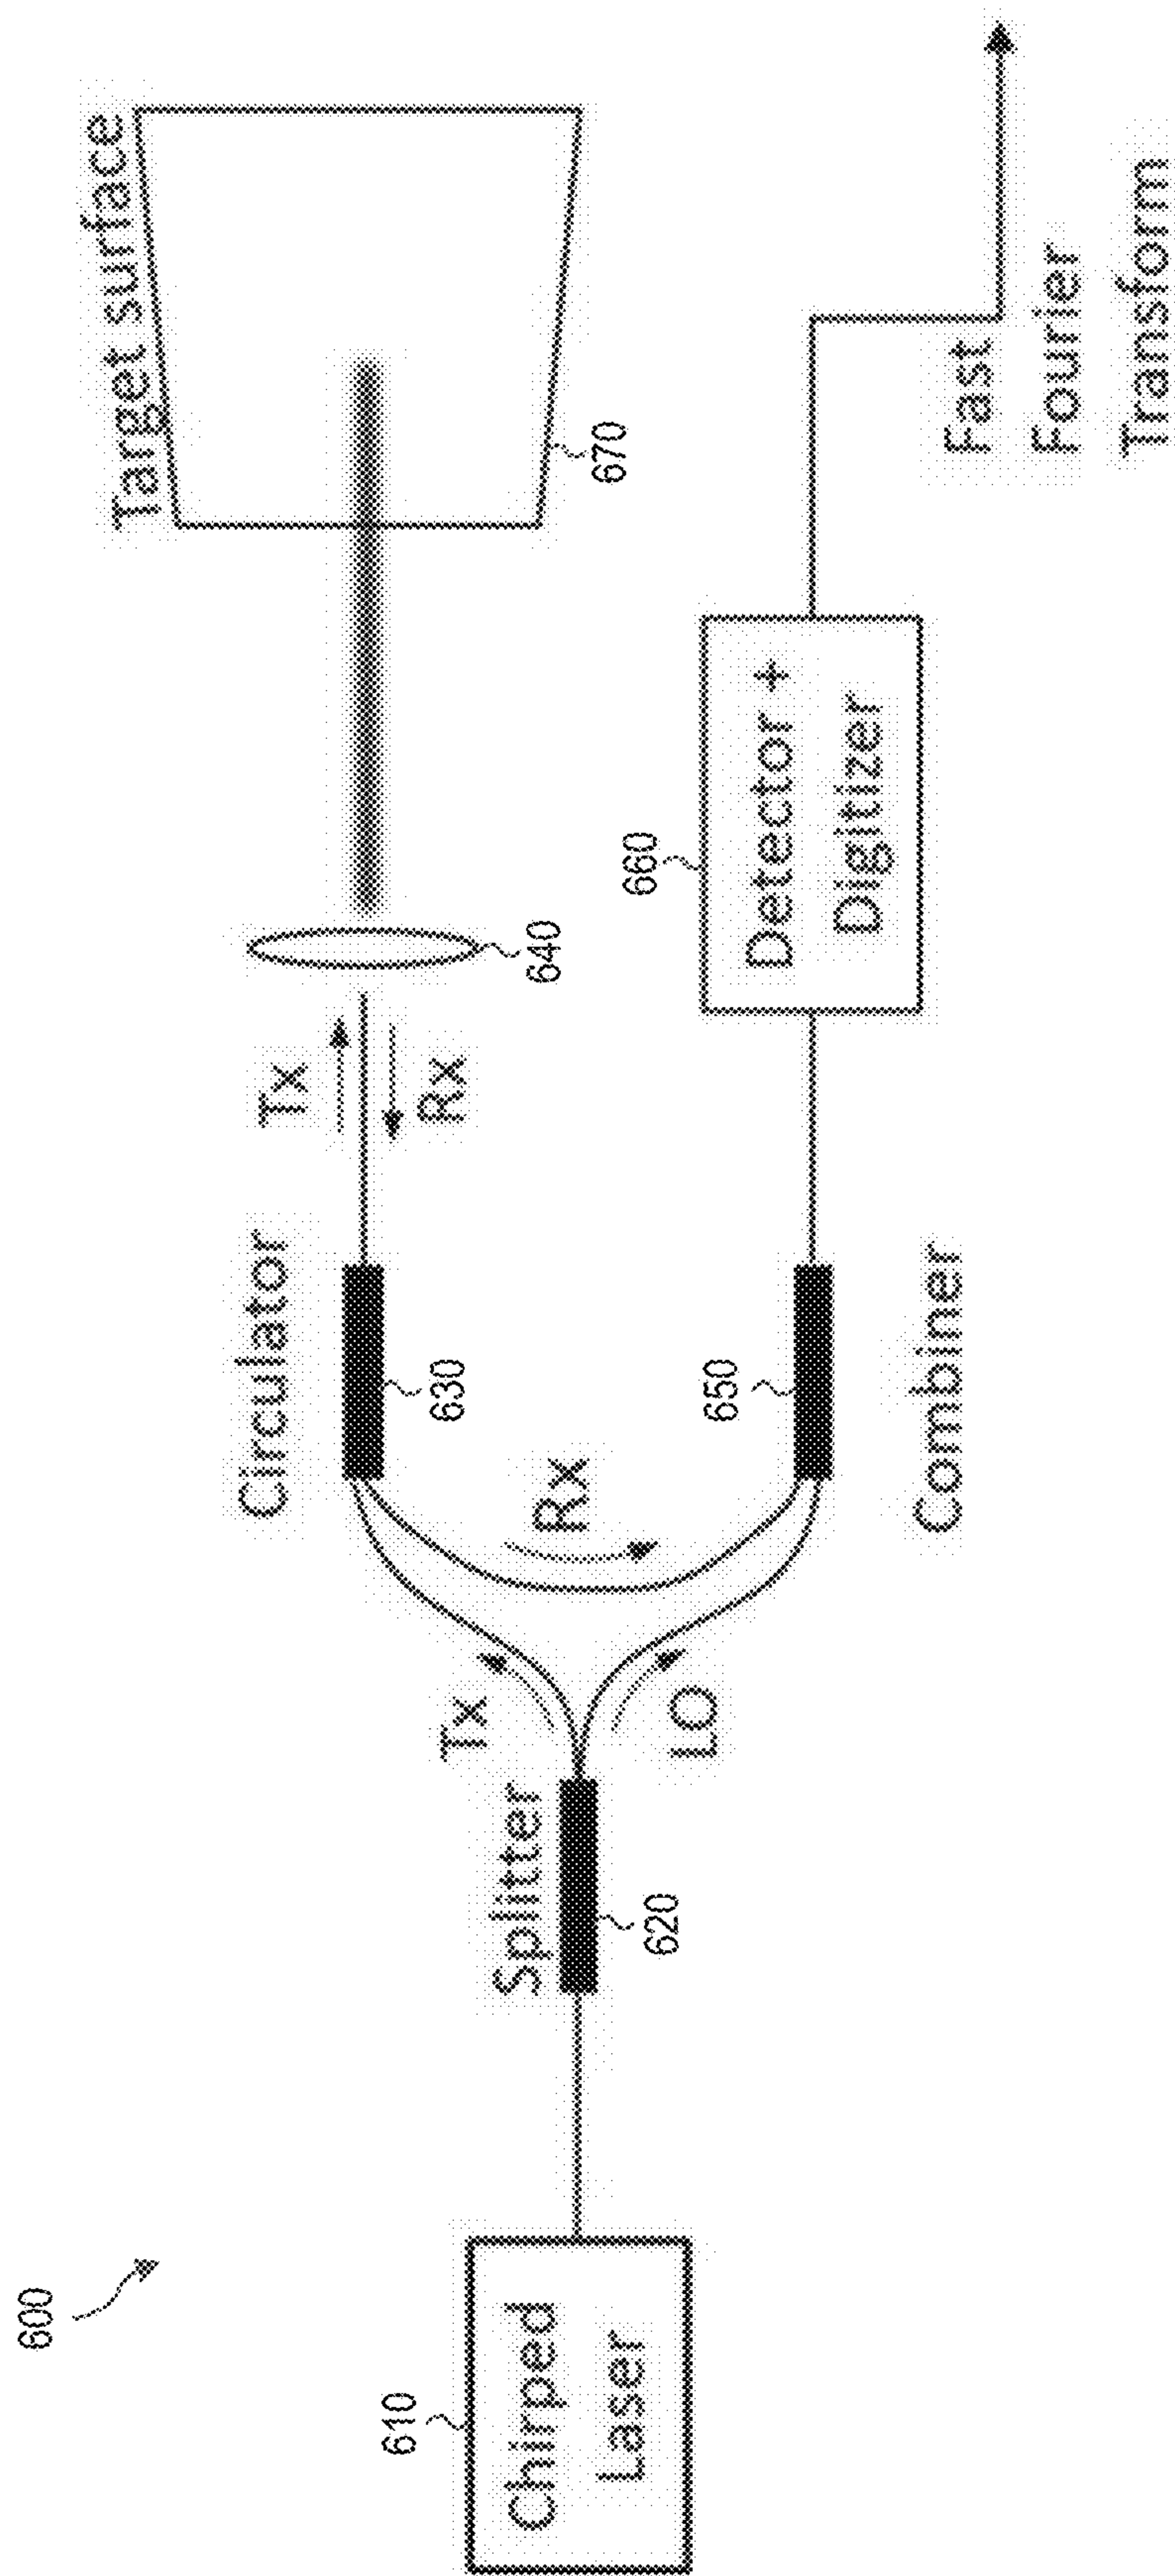 600
610
Chirped
Laser
Splitter
620
Tx
LO
Circulator
630
Rx
650
Combiner
Tx
Rx
640
660
Detector +
Digitizer
Target surface
670
Fast
Fourier
Transform